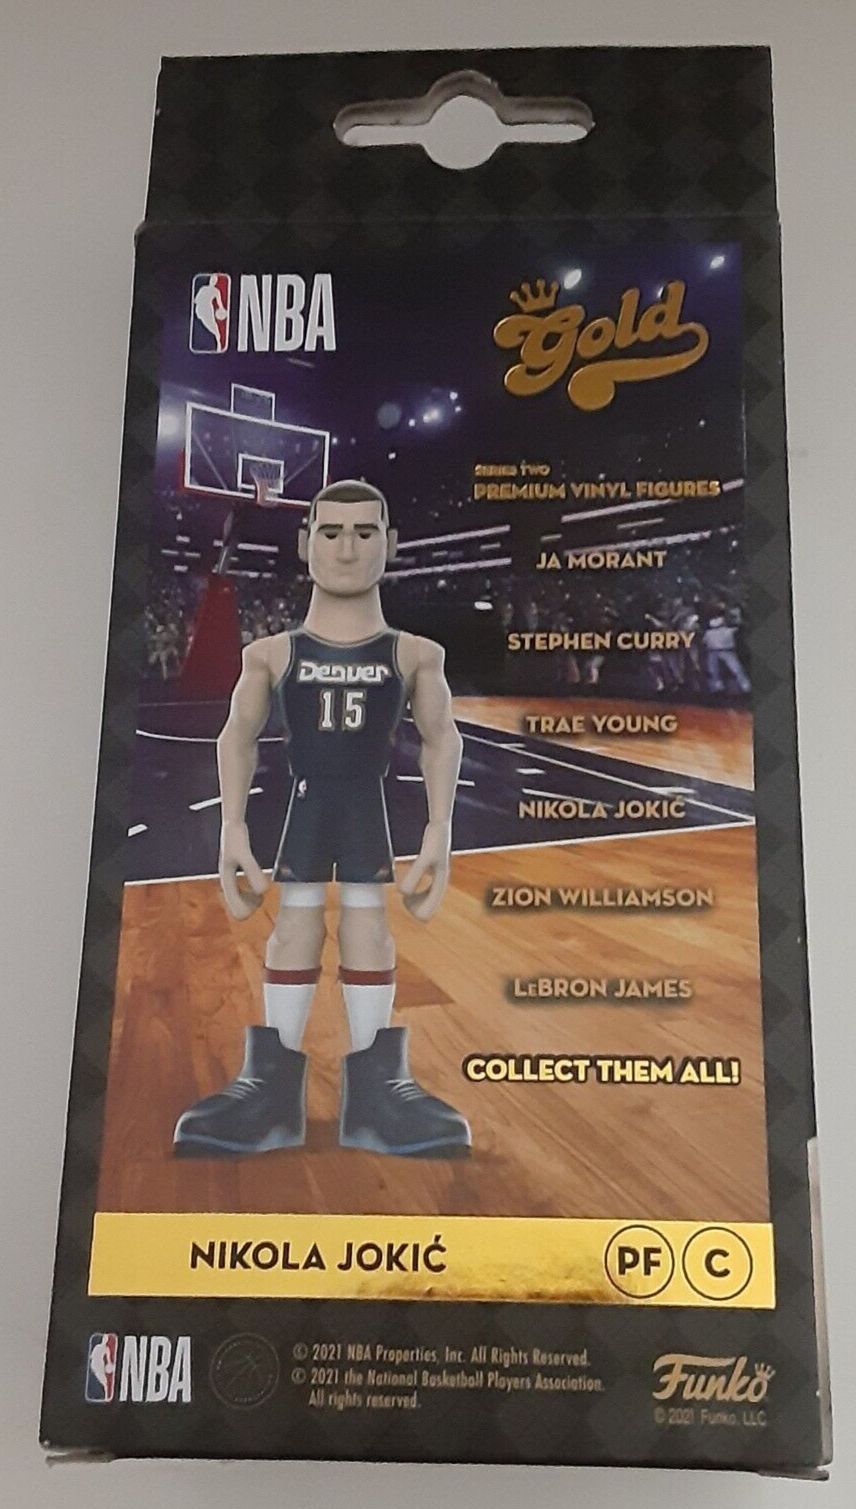 NBA
Gold
SERIES TWO
PREMIUM VINYL FIGURES
JA MORANT
STEPHEN CURRY
TRAE YOUNG
NIKOLA JOKIĆ
ZION WILLIAMSON
LeBRON JAMES
COLLECT THEM ALL!
Denver
15
NIKOLA JOKIĆ
PF C
NBA
© 2021 NBA Properties, Inc. All Rights Reserved.
© 2021 the National Basketball Players Association.
All rights reserved.
Funko
© 2021 Funko, LLC